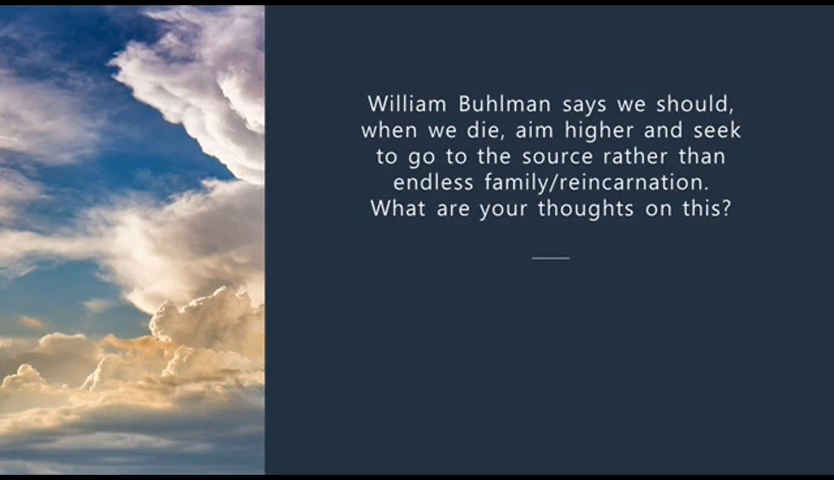 William Buhlman says we should,
when we die, aim higher and seek
to go to the source rather than
endless family/reincarnation.
What are your thoughts on this?